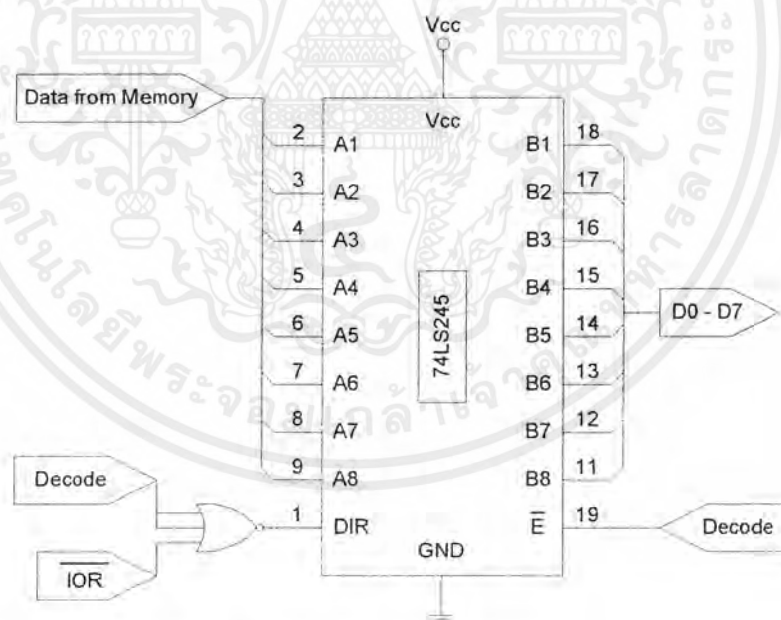 Vcc
Data from Memory
Vcc
2 A1 B1 18
3 A2 B2 17
4 A3 B3 16
5 A4 B4 15
6 A5 B5 14
7 A6 B6 13
8 A7 B7 12
9 A8 B8 11
74LS245
D0 - D7
Decode
1 DIR E̅ 19
Decode
GND
I̅O̅R̅